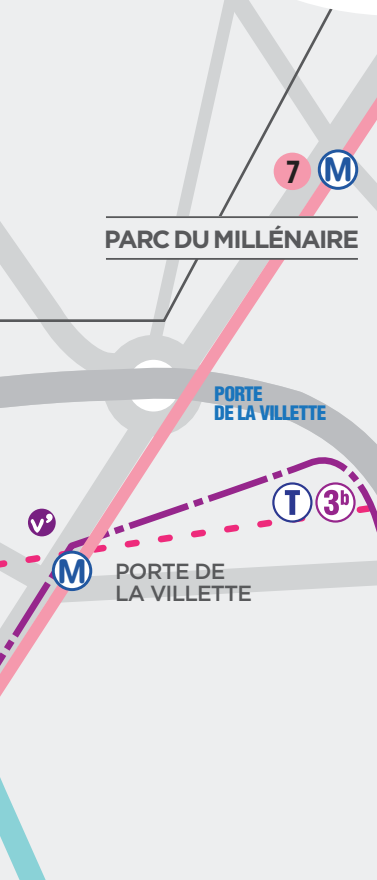 7 M
PARC DU MILLÉNAIRE
PORTE
DE LA VILLETTE
T 3b
v'
M
PORTE DE
LA VILLETTE